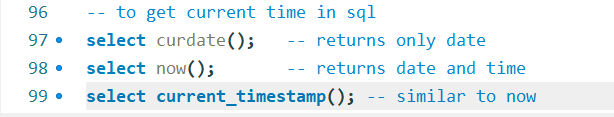 96 -- to get current time in sql
97 select curdate(); -- returns only date
98 select now(); -- returns date and time
99 select current_timestamp(); -- similar to now